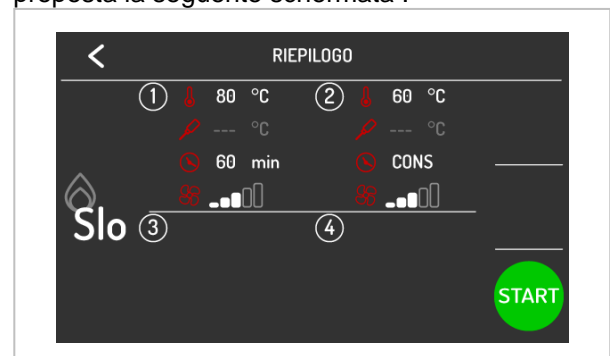 proposta la seguente schermata :
RIEPILOGO
1 80 °C 2 60 °C
--- °C --- °C
60 min CONS
Slo
3 4
START